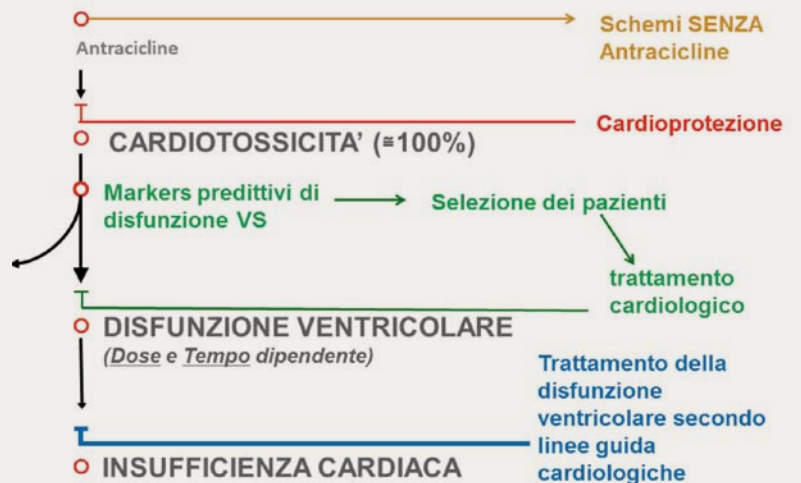 Schemi SENZA
Antracicline
Antracicline
Cardioprotezione
CARDIOTOSSICITA' (≅100%)
Markers predittivi di
disfunzione VS
Selezione dei pazienti
trattamento
cardiologico
DISFUNZIONE VENTRICOLARE
(Dose e Tempo dipendente)
Trattamento della
disfunzione
ventricolare secondo
linee guida
cardiologiche
INSUFFICIENZA CARDIACA